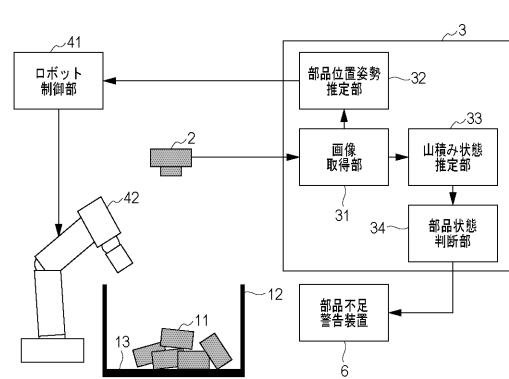 41
ロボット
制御部
3
部品位置姿勢
推定部
32
2
画像
取得部
31
33
山積み状態
推定部
34
部品状態
判断部
42
12
11
13
部品不足
警告装置
6